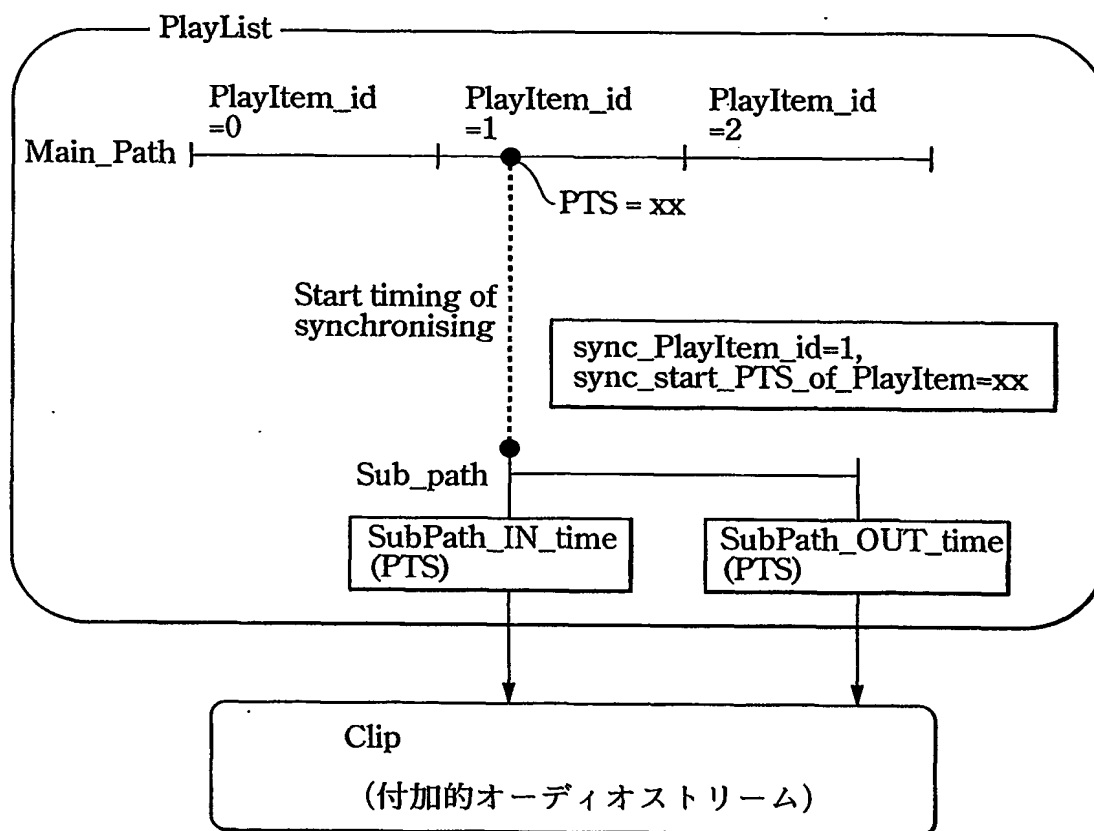 PlayList
PlayItem_id
=0
PlayItem_id
=1
PlayItem_id
=2
Main_Path
PTS = xx
Start timing of
synchronising
sync_PlayItem_id=1,
sync_start_PTS_of_PlayItem=xx
Sub_path
SubPath_IN_time
(PTS)
SubPath_OUT_time
(PTS)
Clip
(付加的オーディオストリーム)